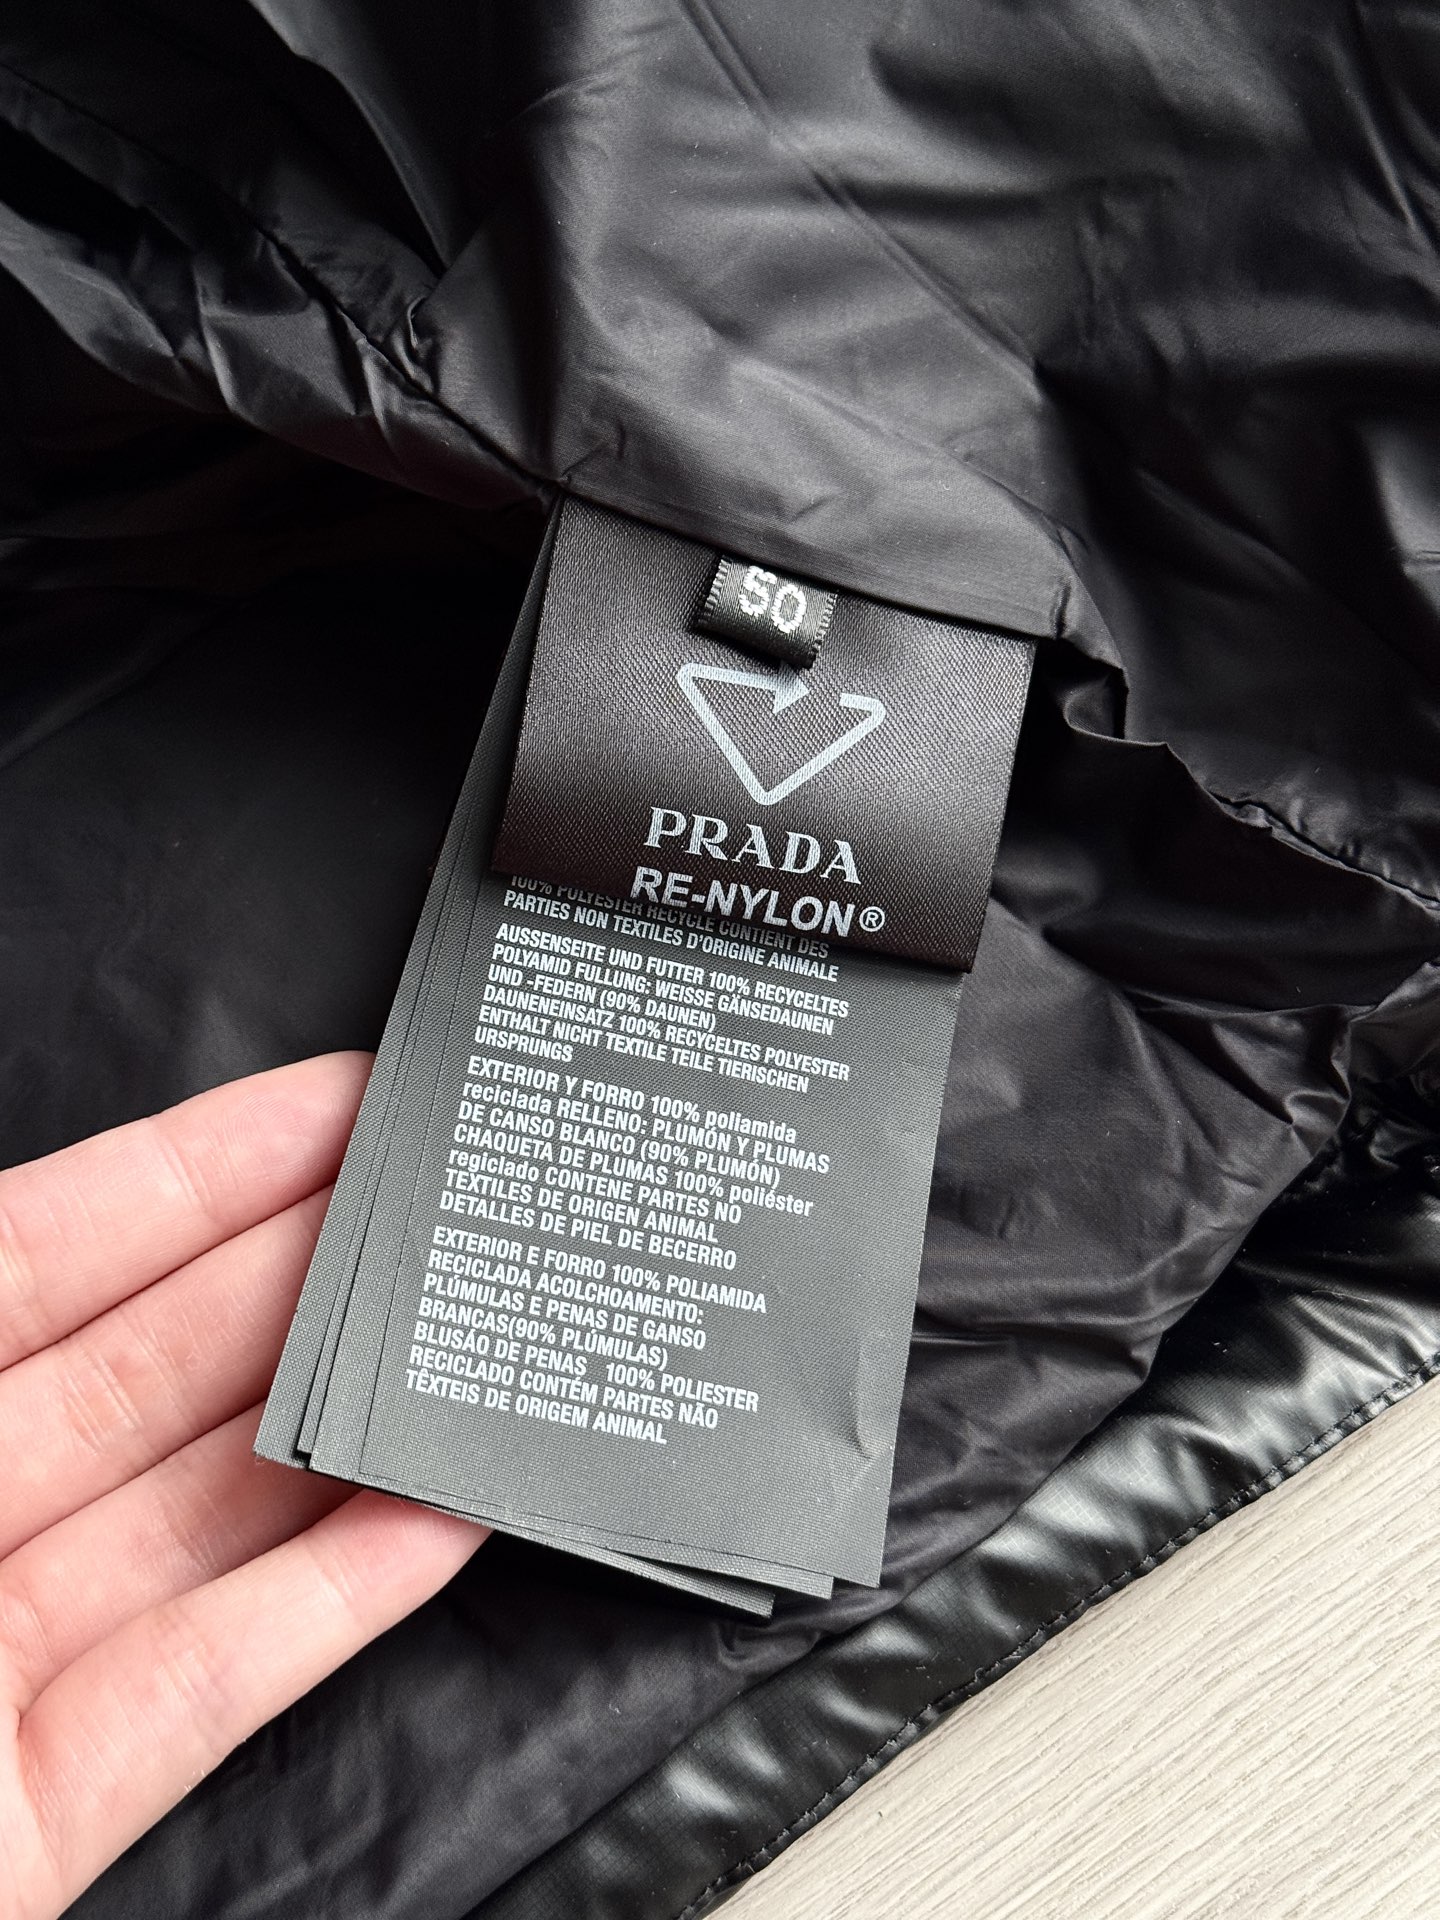 50
PRADA
RE-NYLON®
100% POLYESTER RECYCLE CONTIENT DES
PARTIES NON TEXTILES D'ORIGINE ANIMALE
AUSSENSEITE UND FUTTER 100% RECYCELTES
POLYAMID FULLUNG: WEISSE GÄNSEDAUNEN
UND -FEDERN (90% DAUNEN)
DAUNENEINSATZ 100% RECYCELTES POLYESTER
ENTHALT NICHT TEXTILE TEILE TIERISCHEN
URSPRUNGS
EXTERIOR Y FORRO 100% poliamida
reciclada RELLENO: PLUMÓN Y PLUMAS
DE CANSO BLANCO (90% PLUMÓN)
CHAQUETA DE PLUMAS 100% poliéster
regiclado CONTENE PARTES NO
TEXTILES DE ORIGEN ANIMAL
DETALLES DE PIEL DE BECERRO
EXTERIOR E FORRO 100% POLIAMIDA
RECICLADA ACOLCHOAMENTO:
PLÚMULAS E PENAS DE GANSO
BRANCAS(90% PLÚMULAS)
BLUSÁO DE PENAS 100% POLIESTER
RECICLADO CONTÉM PARTES NÃO
TÊXTEIS DE ORIGEM ANIMAL